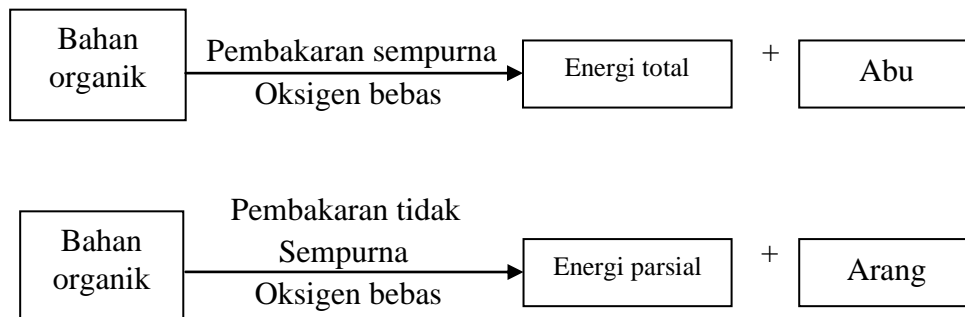 Bahan
organik
Pembakaran sempurna
Oksigen bebas
Energi total
+
Abu
Bahan
organik
Pembakaran tidak
Sempurna
Oksigen bebas
Energi parsial
+
Arang